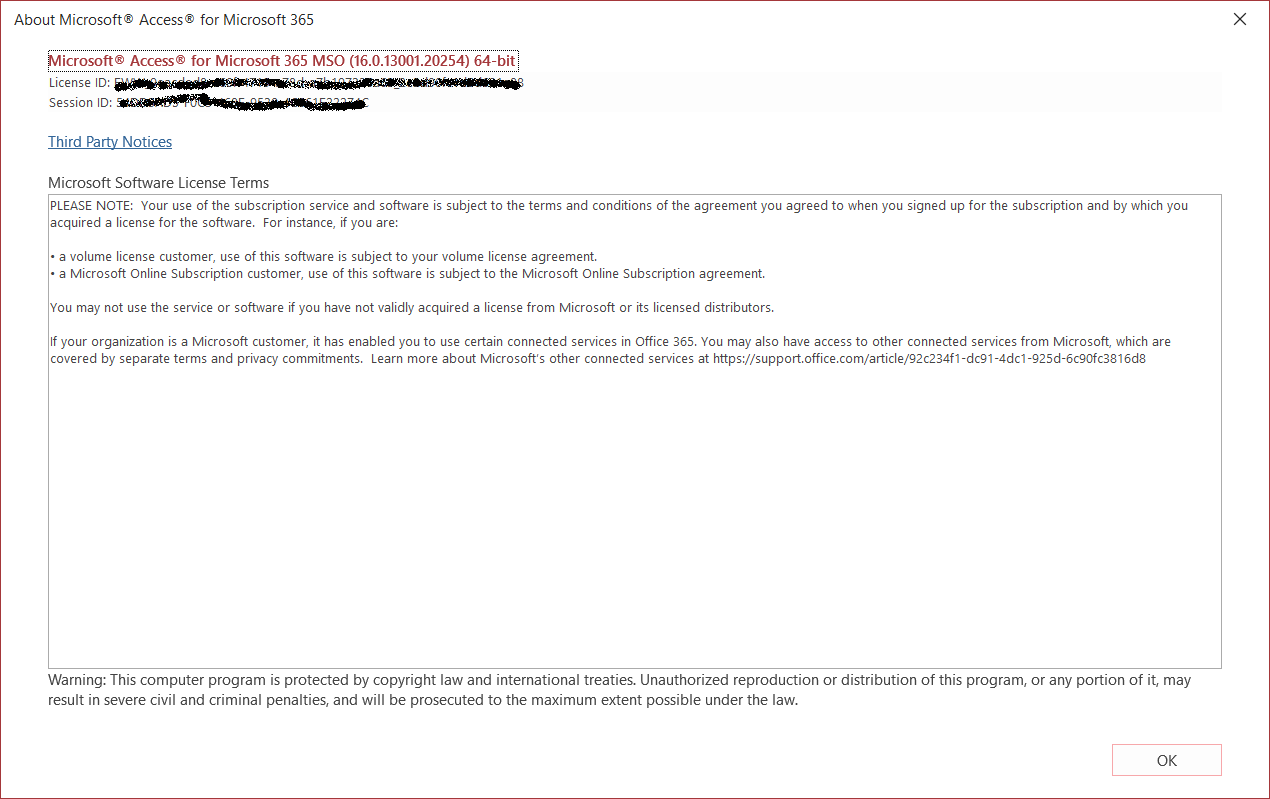 About Microsoft® Access® for Microsoft 365
Microsoft® Access® for Microsoft 365 MSO (16.0.13001.20254) 64-bit
License ID:
Session ID:
Third Party Notices
Microsoft Software License Terms
PLEASE NOTE:  Your use of the subscription service and software is subject to the terms and conditions of the agreement you agreed to when you signed up for the subscription and by which you
acquired a license for the software.  For instance, if you are:
• a volume license customer, use of this software is subject to your volume license agreement.
• a Microsoft Online Subscription customer, use of this software is subject to the Microsoft Online Subscription agreement.
You may not use the service or software if you have not validly acquired a license from Microsoft or its licensed distributors.
If your organization is a Microsoft customer, it has enabled you to use certain connected services in Office 365. You may also have access to other connected services from Microsoft, which are
covered by separate terms and privacy commitments.  Learn more about Microsoft's other connected services at https://support.office.com/article/92c234f1-dc91-4dc1-925d-6c90fc3816d8
Warning: This computer program is protected by copyright law and international treaties. Unauthorized reproduction or distribution of this program, or any portion of it, may
result in severe civil and criminal penalties, and will be prosecuted to the maximum extent possible under the law.
OK